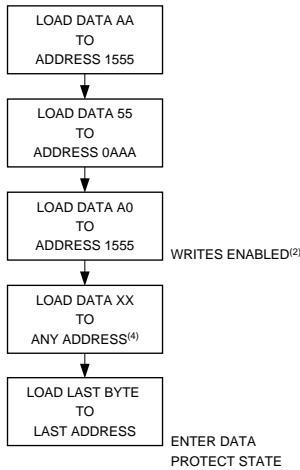 LOAD DATA AA
TO
ADDRESS 1555
LOAD DATA 55
TO
ADDRESS 0AAA
LOAD DATA A0
TO
ADDRESS 1555
WRITES ENABLED(2)
LOAD DATA XX
TO
ANY ADDRESS(4)
LOAD LAST BYTE
TO
LAST ADDRESS
ENTER DATA
PROTECT STATE